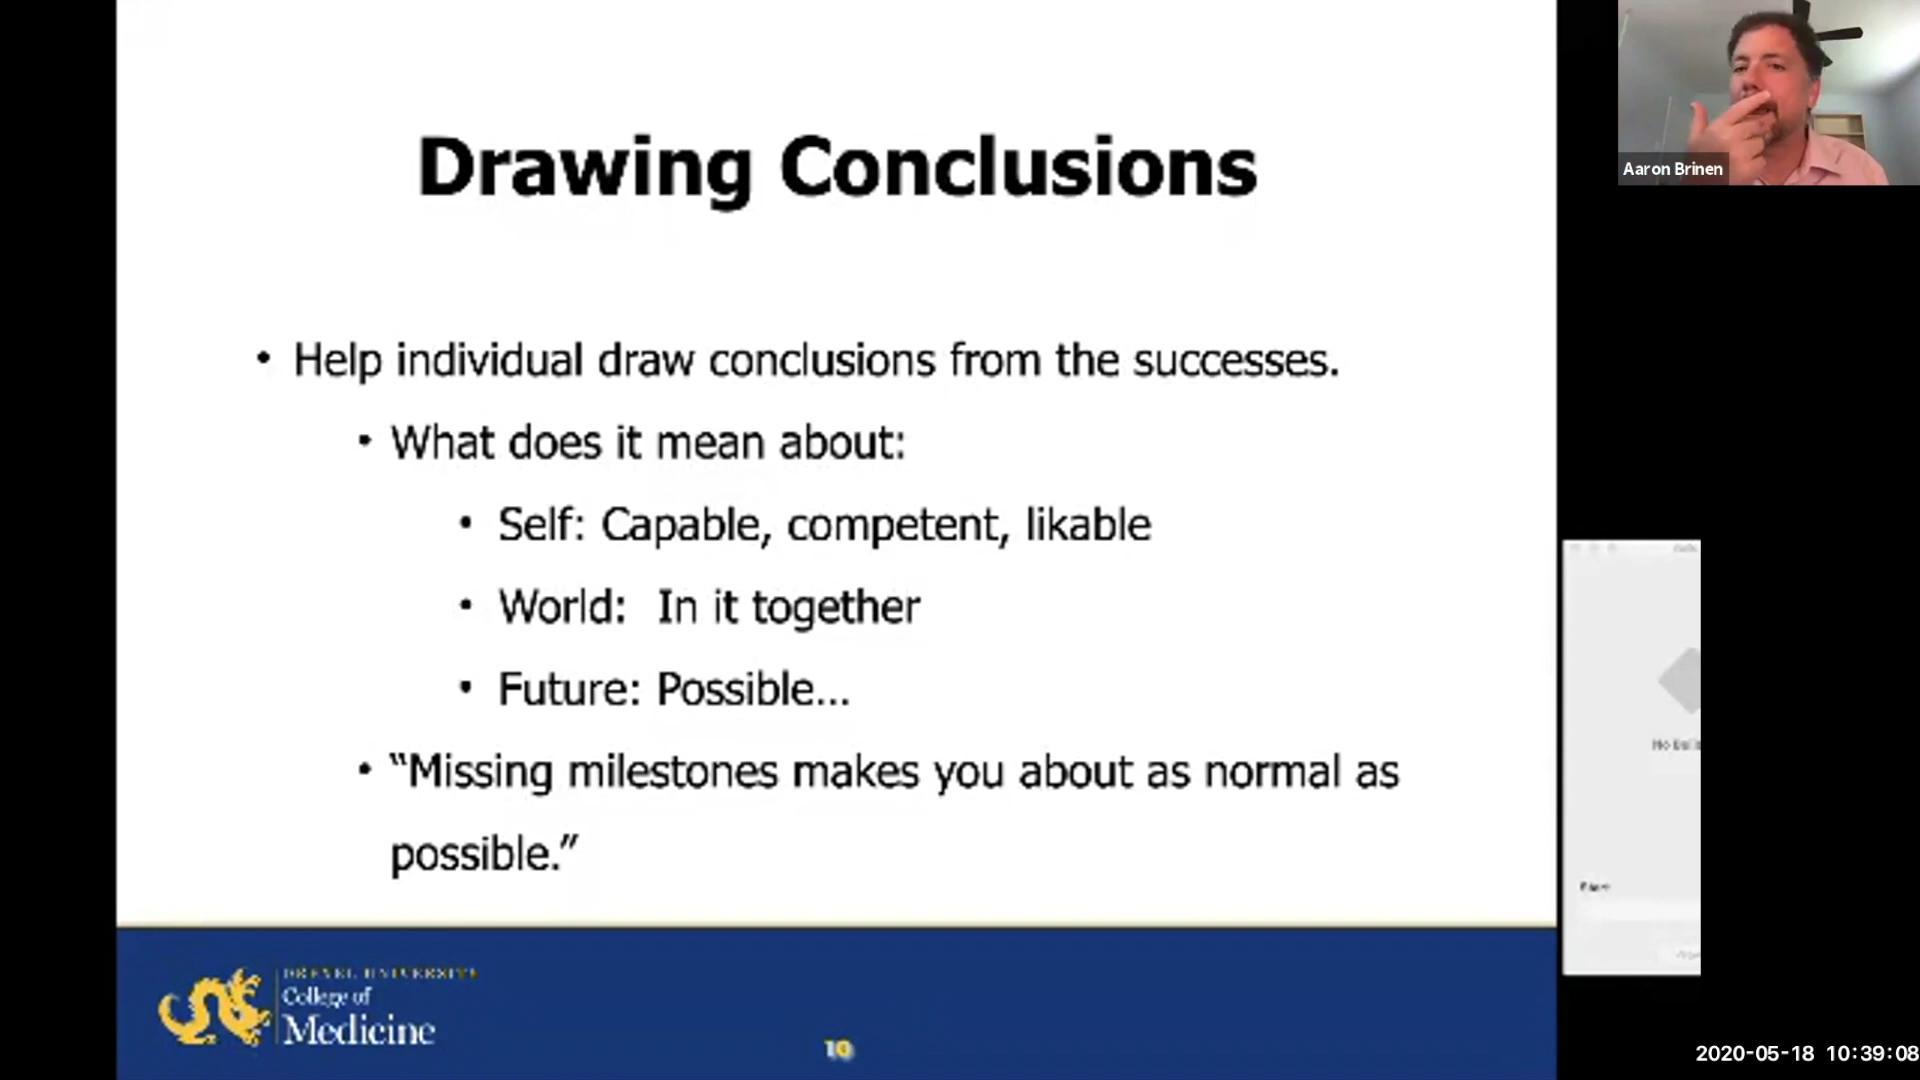 Drawing Conclusions
• Help individual draw conclusions from the successes.
• What does it mean about:
• Self: Capable, competent, likable
• World: In it together
• Future: Possible...
• “Missing milestones makes you about as normal as
possible.”
DREXEL UNIVERSITY
College of
Medicine
10
Aaron Brinen
2020-05-18 10:39:08